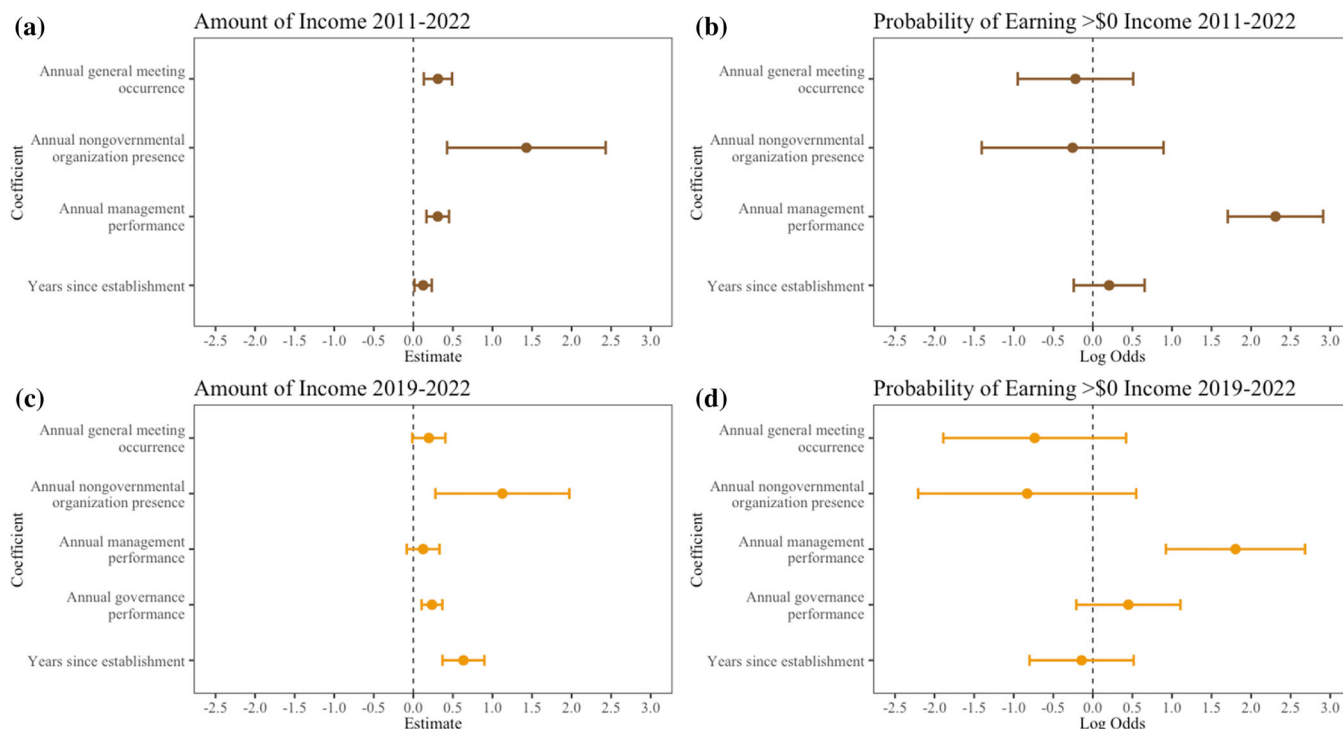 (a)
Amount of Income 2011-2022
Coefficient
Annual general meeting
occurrence
Annual nongovernmental
organization presence
Annual management
performance
Years since establishment
-2.5 -2.0 -1.5 -1.0 -0.5 0.0 0.5 1.0 1.5 2.0 2.5 3.0
Estimate
(b)
Probability of Earning >$0 Income 2011-2022
Coefficient
Annual general meeting
occurrence
Annual nongovernmental
organization presence
Annual management
performance
Years since establishment
-2.5 -2.0 -1.5 -1.0 -0.5 0.0 0.5 1.0 1.5 2.0 2.5 3.0
Log Odds
(c)
Amount of Income 2019-2022
Coefficient
Annual general meeting
occurrence
Annual nongovernmental
organization presence
Annual management
performance
Annual governance
performance
Years since establishment
-2.5 -2.0 -1.5 -1.0 -0.5 0.0 0.5 1.0 1.5 2.0 2.5 3.0
Estimate
(d)
Probability of Earning >$0 Income 2019-2022
Coefficient
Annual general meeting
occurrence
Annual nongovernmental
organization presence
Annual management
performance
Annual governance
performance
Years since establishment
-2.5 -2.0 -1.5 -1.0 -0.5 0.0 0.5 1.0 1.5 2.0 2.5 3.0
Log Odds